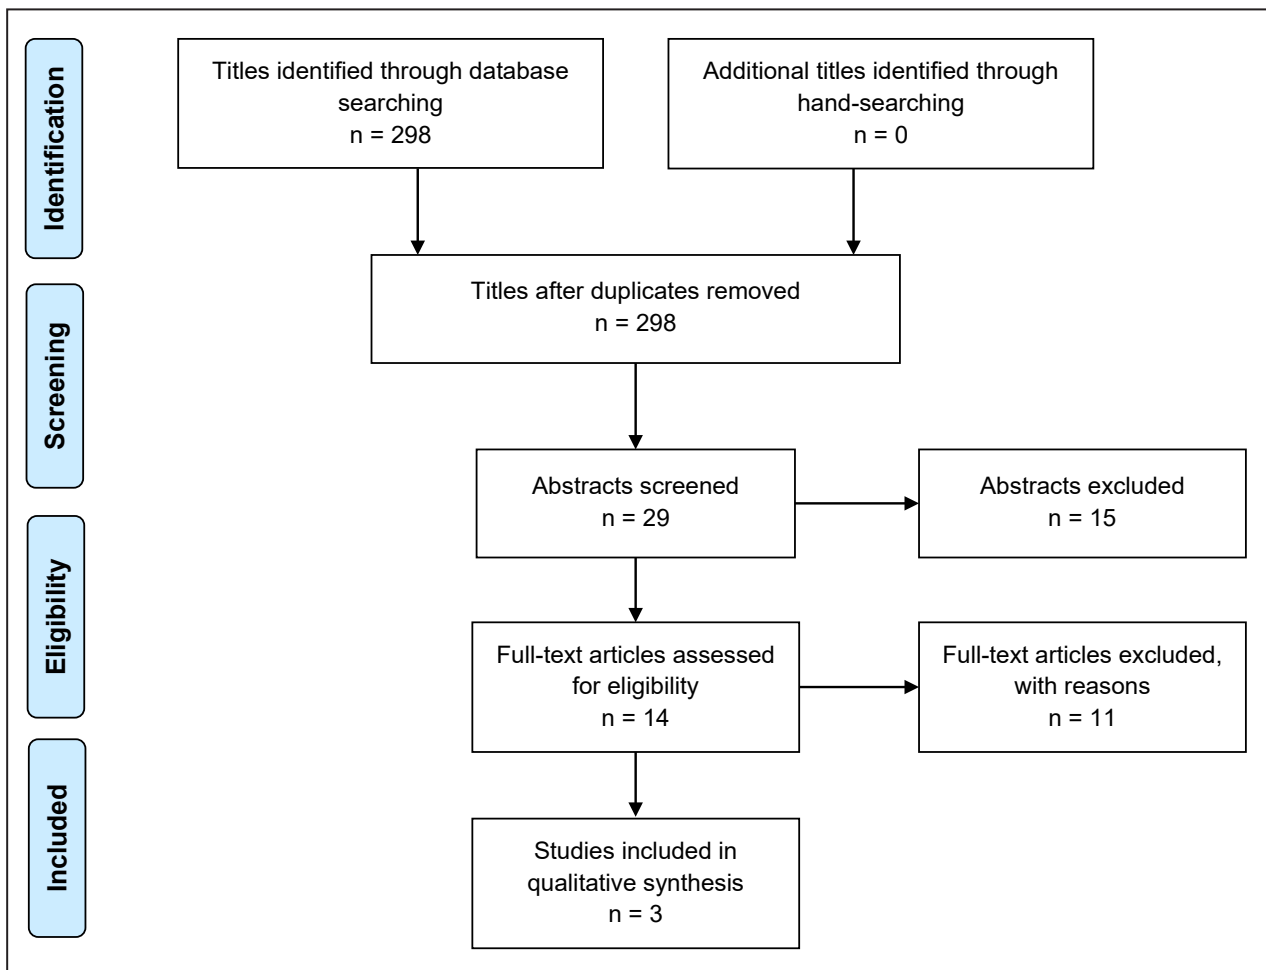 Identification
Titles identified through database
searching
n = 298
Additional titles identified through
hand-searching
n = 0
Titles after duplicates removed
n = 298
Screening
Abstracts screened
n = 29
Abstracts excluded
n = 15
Eligibility
Full-text articles assessed
for eligibility
n = 14
Full-text articles excluded,
with reasons
n = 11
Included
Studies included in
qualitative synthesis
n = 3